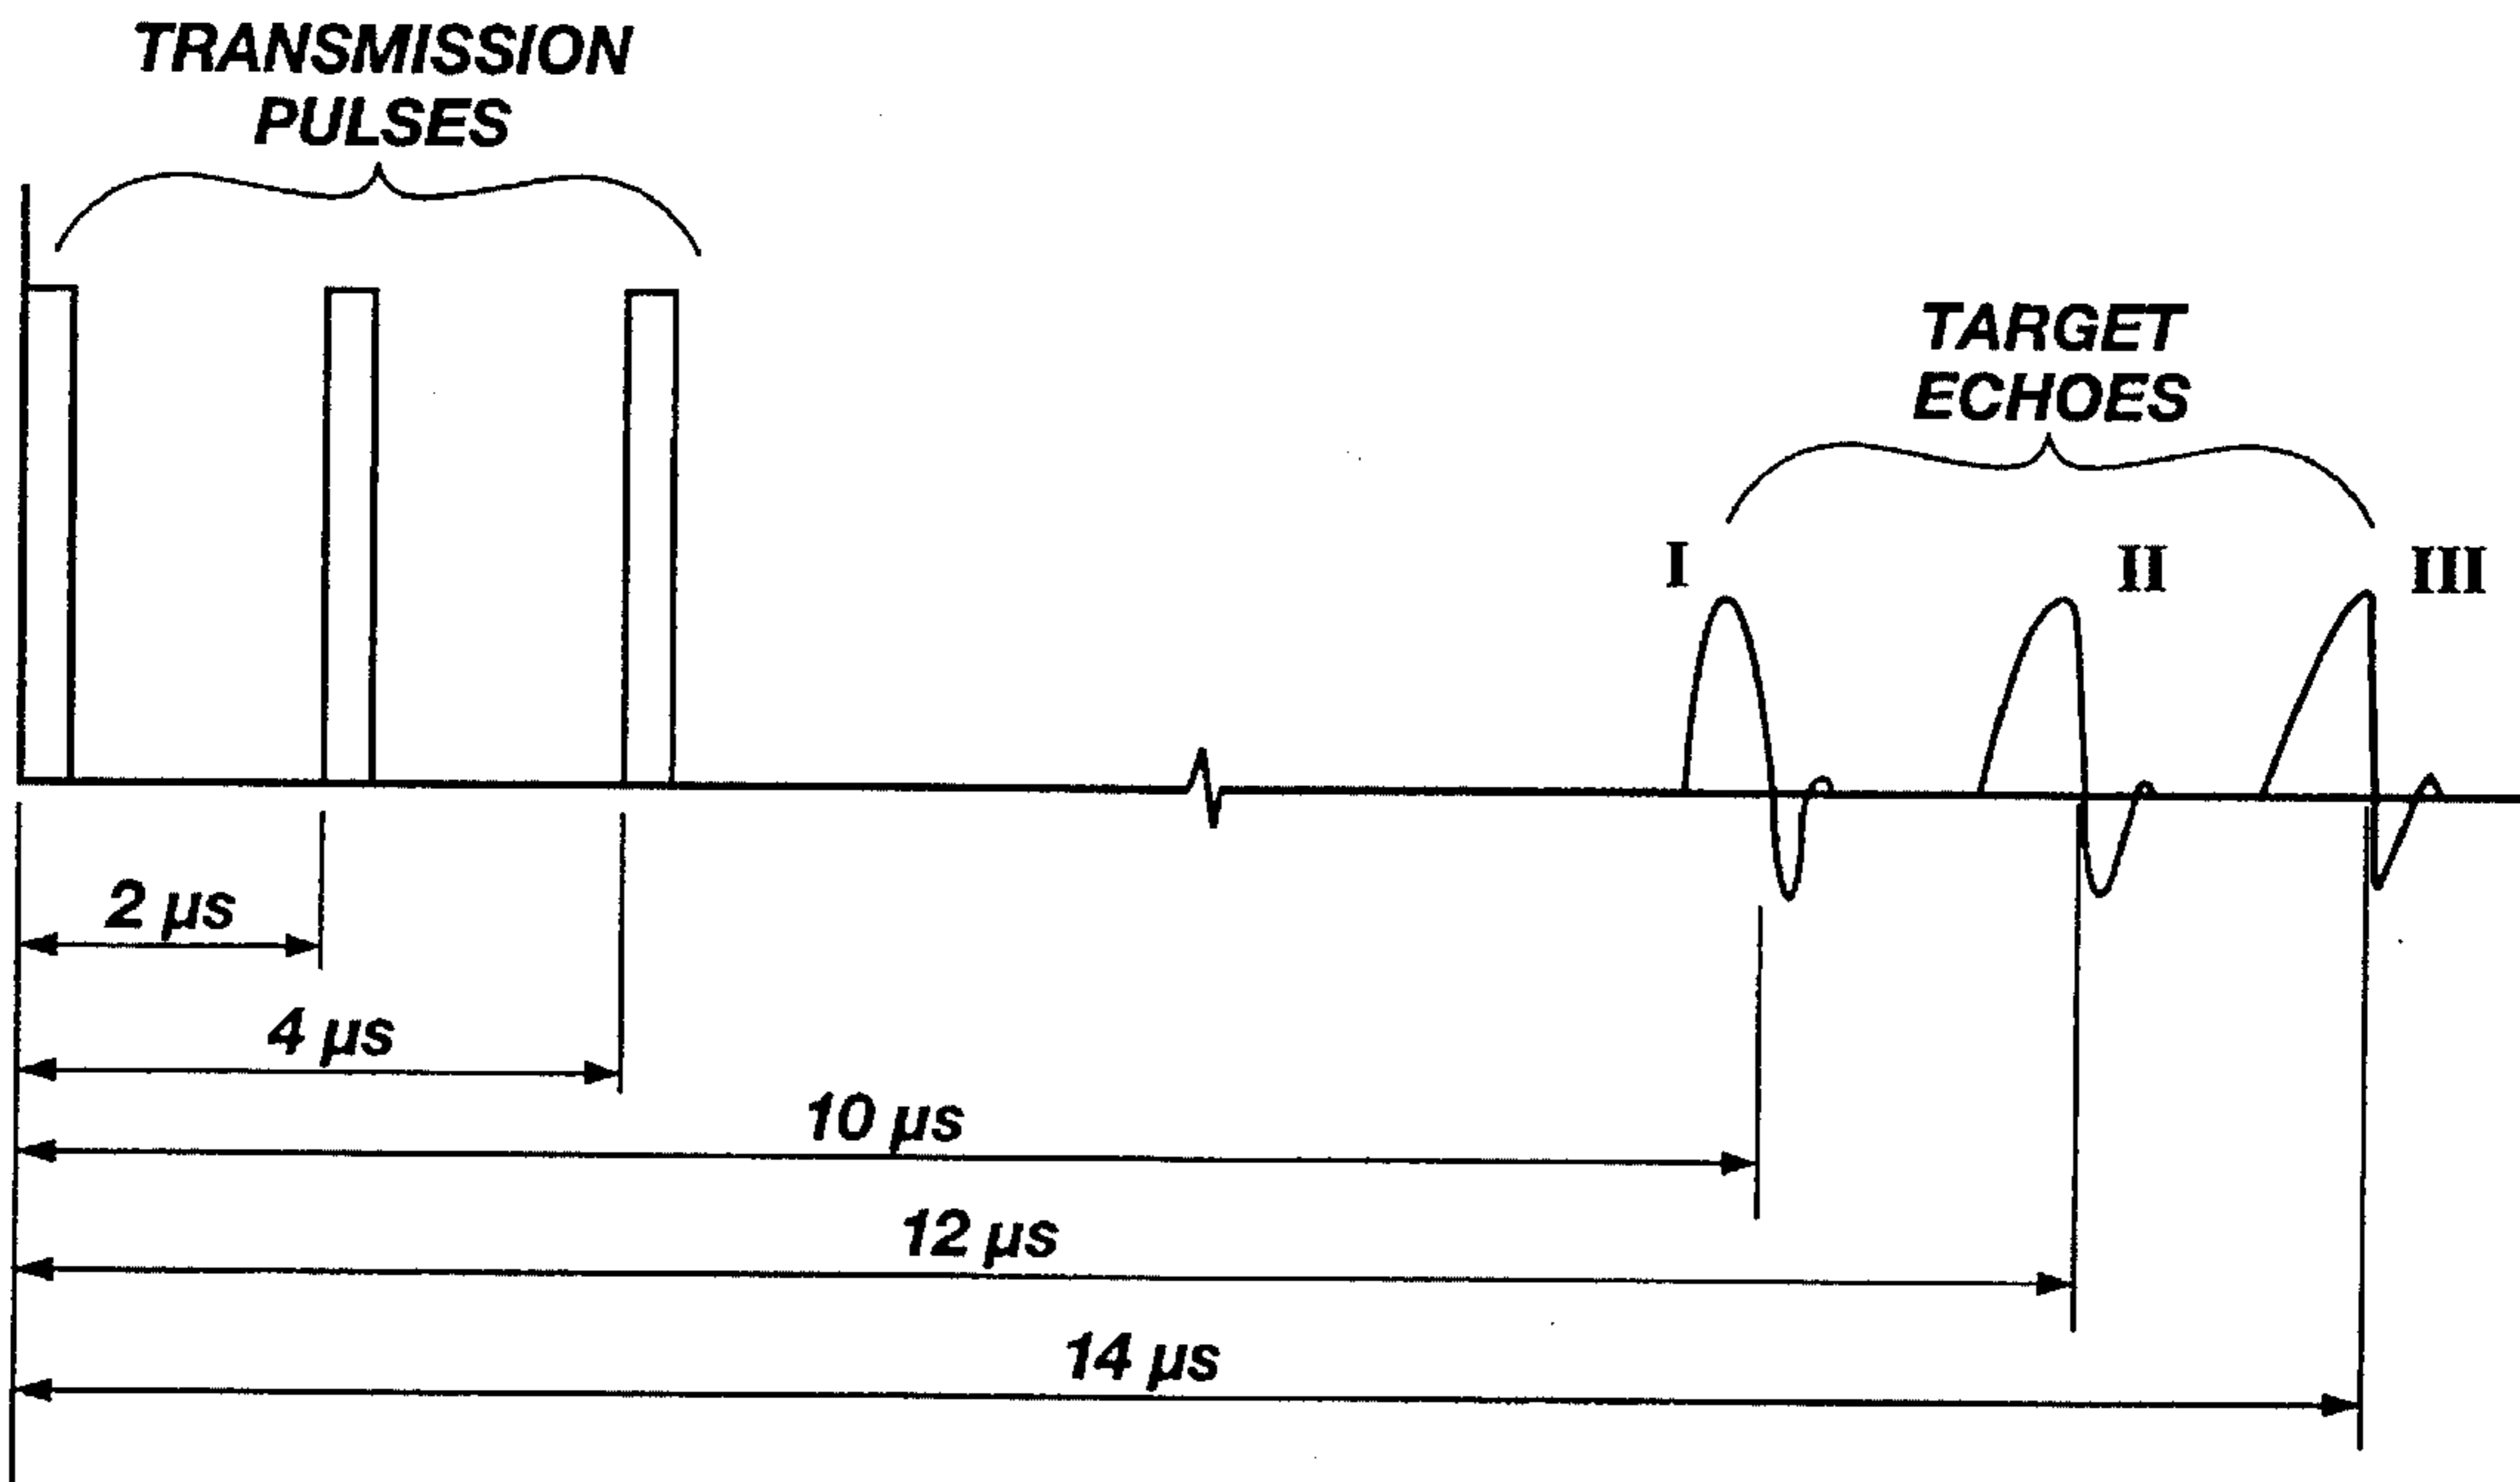 TRANSMISSION
PULSES
TARGET
ECHOES
I
II
III
2 µs
4 µs
10 µs
12 µs
14 µs